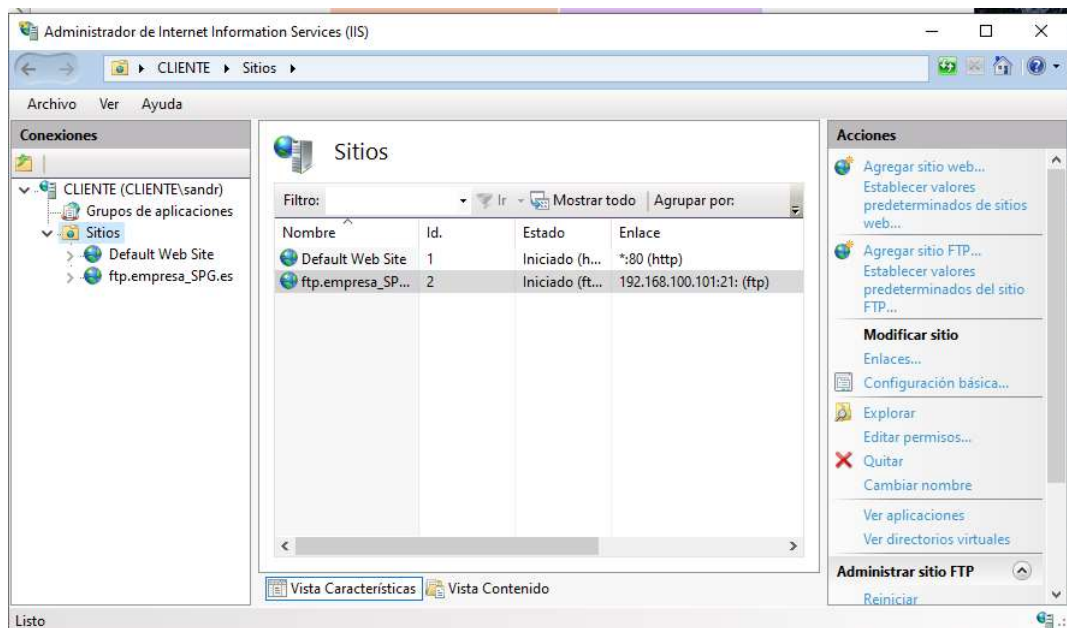 Administrador de Internet Information Services (IIS)
CLIENTE Sitios
Archivo Ver Ayuda
Conexiones
CLIENTE (CLIENTE\sandr)
Grupos de aplicaciones
Sitios
Default Web Site
ftp.empresa_SPG.es
Sitios
Filtro: Ir Mostrar todo Agrupar por:
Nombre Id. Estado Enlace
Default Web Site 1 Iniciado (h... *:80 (http)
ftp.empresa_SP... 2 Iniciado (ft... 192.168.100.101:21: (ftp)
Vista Características Vista Contenido
Acciones
Agregar sitio web...
Establecer valores
predeterminados de sitios
web...
Agregar sitio FTP...
Establecer valores
predeterminados del sitio
FTP...
Modificar sitio
Enlaces...
Configuración básica...
Explorar
Editar permisos...
Quitar
Cambiar nombre
Ver aplicaciones
Ver directorios virtuales
Administrar sitio FTP
Reiniciar
Listo